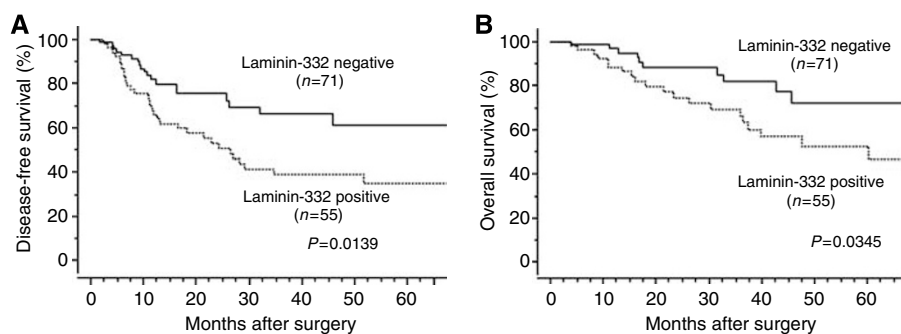 A
Disease-free survival (%)
100
80
60
40
20
0
Laminin-332 negative
(n=71)
Laminin-332 positive
(n=55)
P=0.0139
0 10 20 30 40 50 60
Months after surgery
B
Overall survival (%)
100
80
60
40
20
0
Laminin-332 negative
(n=71)
Laminin-332 positive
(n=55)
P=0.0345
0 10 20 30 40 50 60
Months after surgery